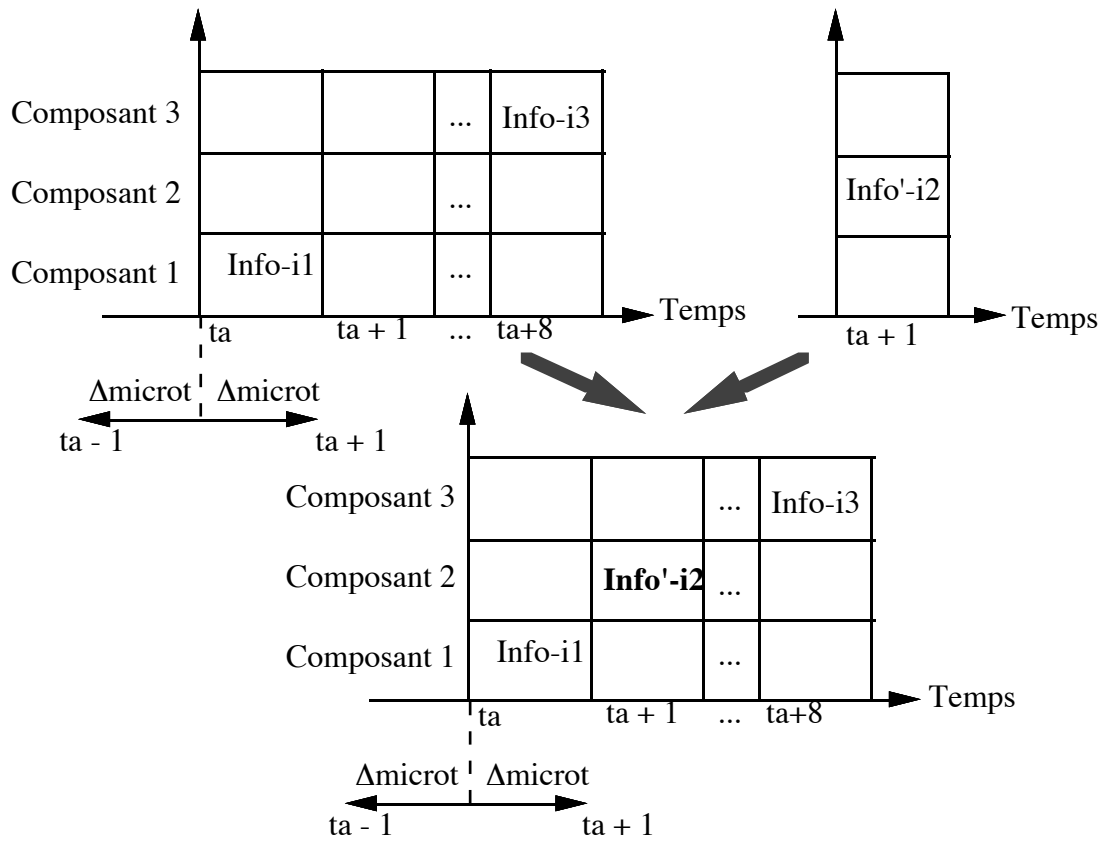 Composant 3 ... Info-i3
Composant 2 ...
Composant 1 Info-i1 ...
ta ta + 1 ... ta+8 Temps
Δmicrot Δmicrot
ta - 1 ta + 1
Info'-i2
ta + 1 Temps
Composant 3 ... Info-i3
Composant 2 Info'-i2 ...
Composant 1 Info-i1 ...
ta ta + 1 ... ta+8 Temps
Δmicrot Δmicrot
ta - 1 ta + 1